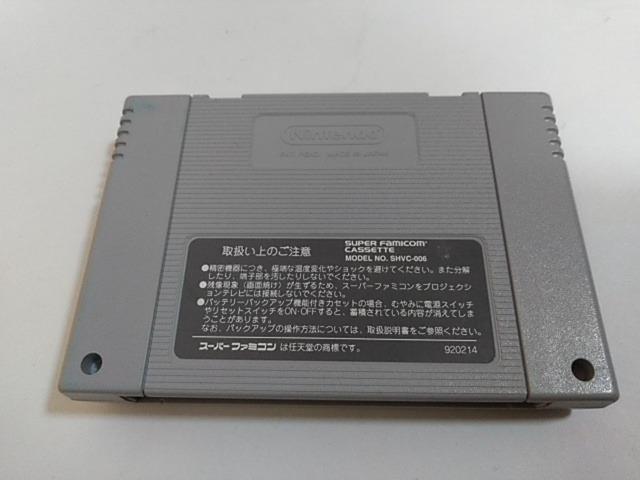 Nintendo
PAT. PEND. MADE IN JAPAN
取扱い上のご注意
SUPER FAMICOM
CASSETTE
MODEL NO. SHVC-006
●精密機器につき、極端な温度変化やショックを避けてください。また分解
したり、端子部を汚したりしないでください。
●残像現象（画面焼け）が生ずるため、スーパーファミコンをプロジェクシ
ョンテレビには接続しないでください。
●バッテリーバックアップ機能付きカセットの場合、むやみに電源スイッチ
やリセットスイッチをON·OFFすると、蓄積されている内容が消えてしま
うことがあります。
なお、バックアップの操作方法については、取扱説明書をご参照ください。
スーパーファミコン は任天堂の商標です。
920214